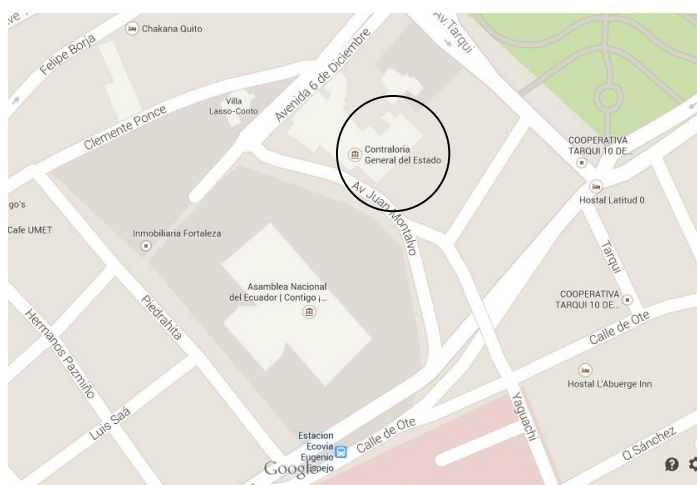 Chakana Quito
Felipe Borja
Av. Tarqui
Avenida 6 de Diciembre
Villa
Lasso-Conto
Clemente Ponce
Contraloria
General del Estado
COOPERATIVA
TARQUI 10 DE...
Hostal Latitud 0
Av Juan Montalvo
go's
Cafe UMET
Inmobiliaria Fortaleza
Tarqui
Asamblea Nacional
del Ecuador | Contigo ¡...
COOPERATIVA
TARQUI 10 DE...
Piedrahita
Hermanos Pazmiño
Calle de Ote
Hostal L'Abuerge Inn
Luis Saá
Yaguachi
Estacion
Ecovia
Eugenio
Espejo
Calle de Ote
Google
Q.Sánchez